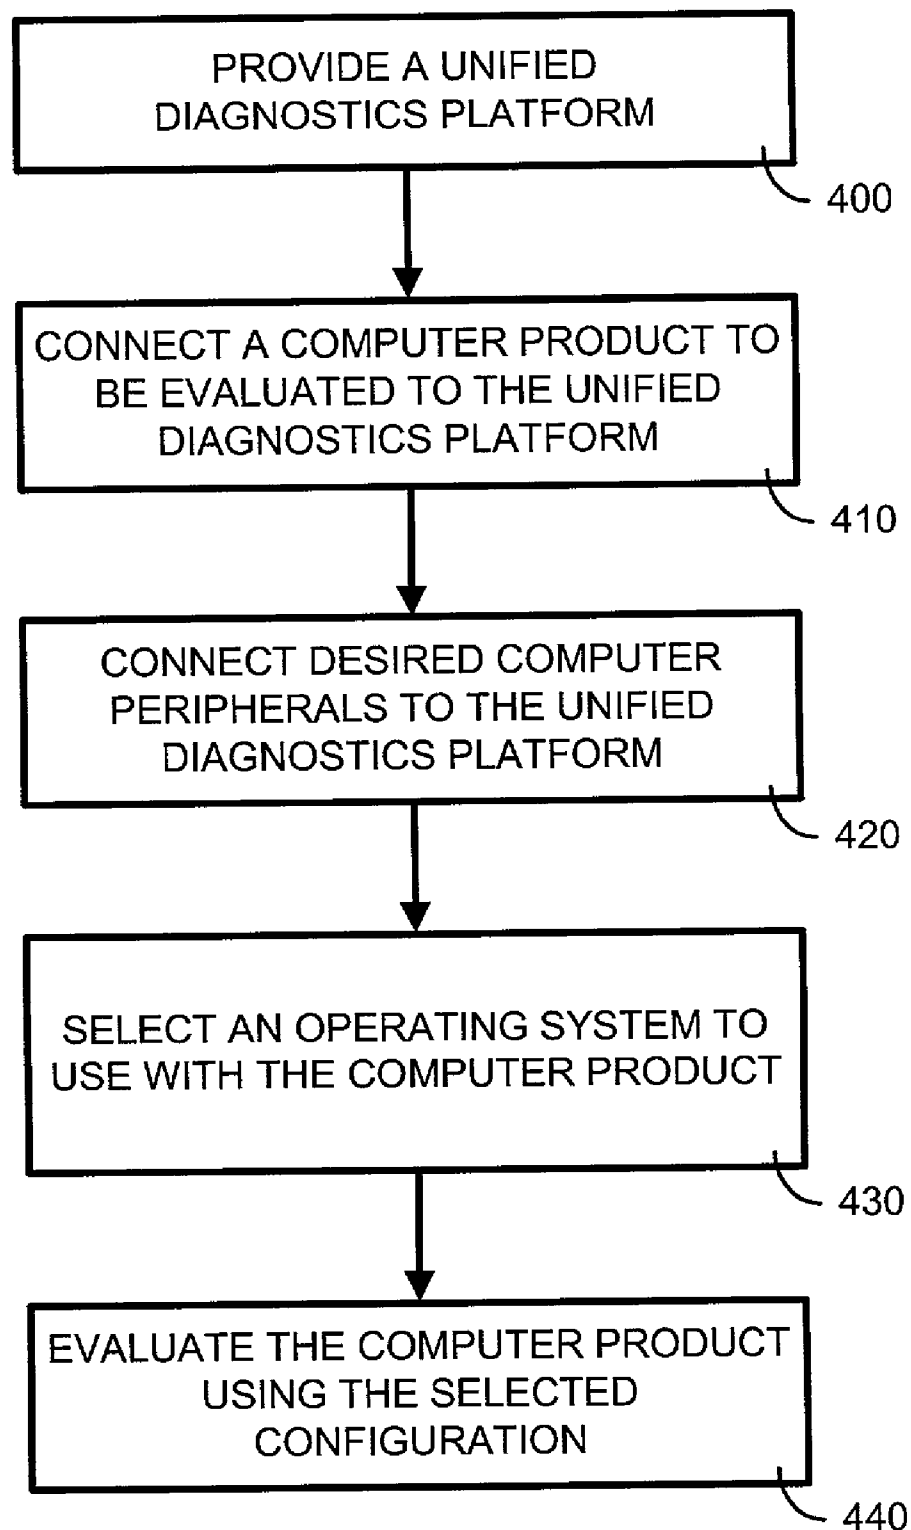 PROVIDE A UNIFIED
DIAGNOSTICS PLATFORM
400
CONNECT A COMPUTER PRODUCT TO
BE EVALUATED TO THE UNIFIED
DIAGNOSTICS PLATFORM
410
CONNECT DESIRED COMPUTER
PERIPHERALS TO THE UNIFIED
DIAGNOSTICS PLATFORM
420
SELECT AN OPERATING SYSTEM TO
USE WITH THE COMPUTER PRODUCT
430
EVALUATE THE COMPUTER PRODUCT
USING THE SELECTED
CONFIGURATION
440